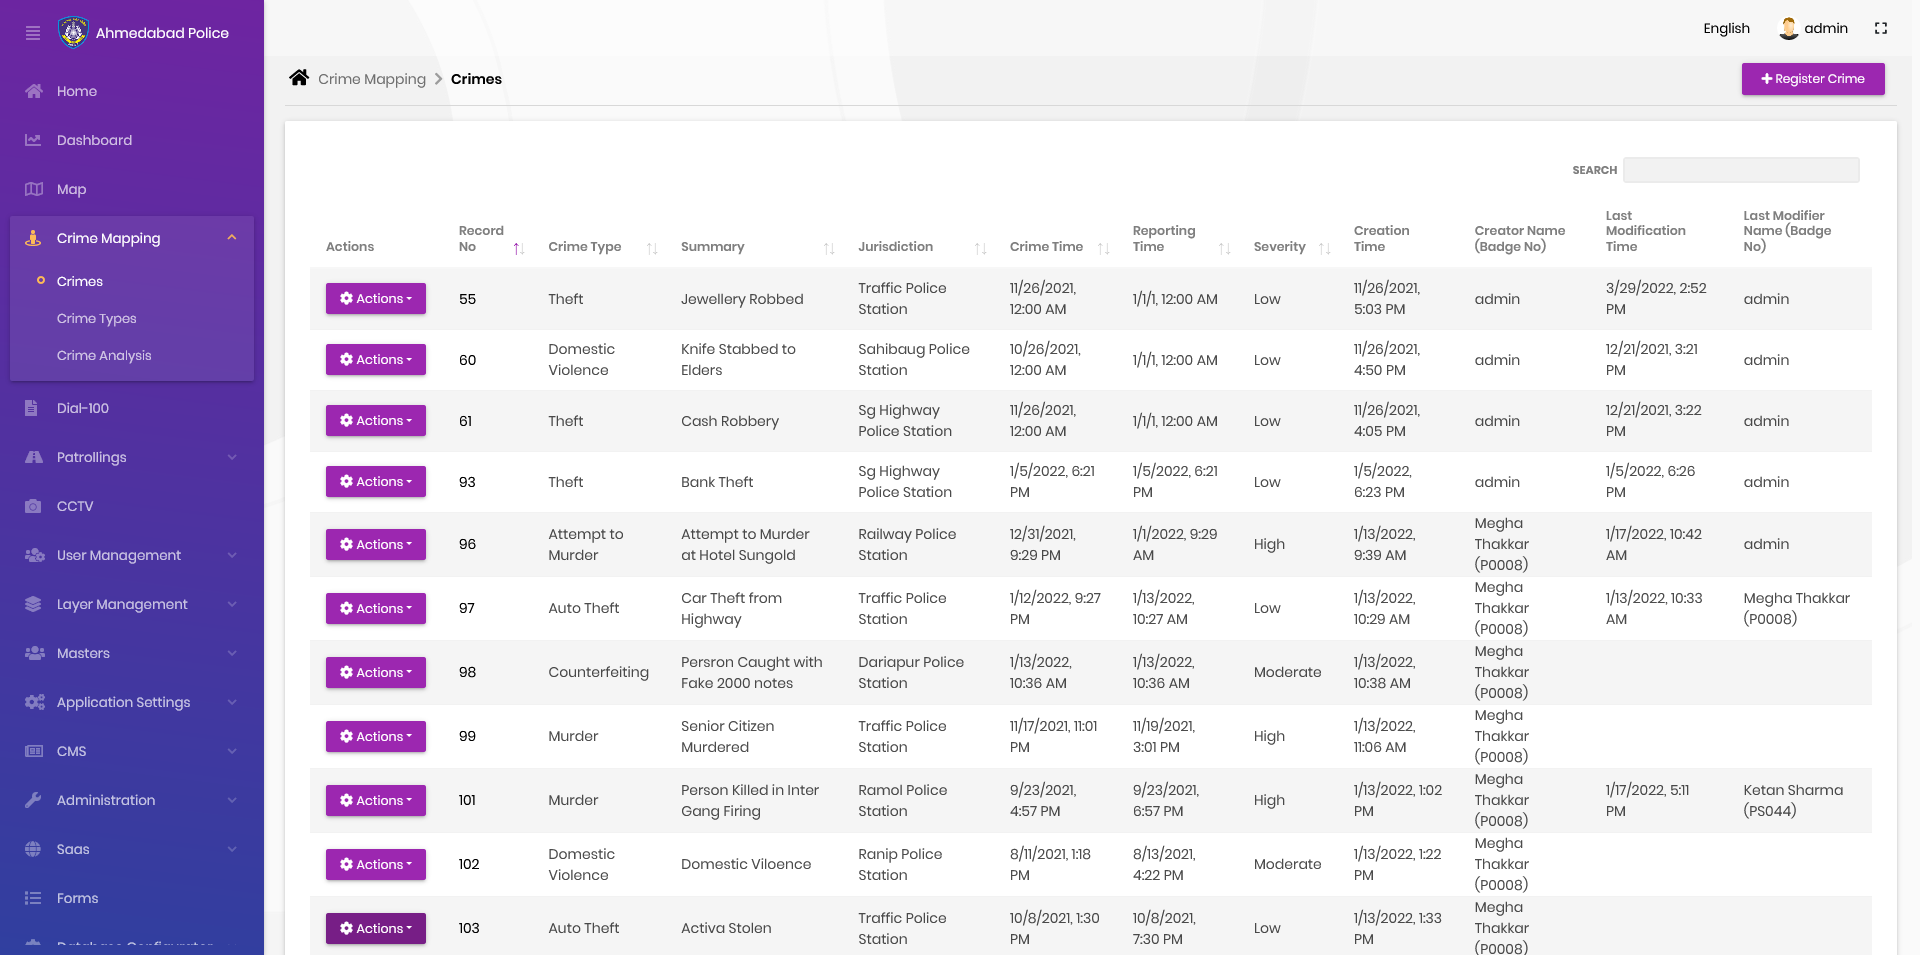 Ahmedabad Police
English
admin
Home
Dashboard
Map
Crime Mapping
Crimes
Crime Types
Crime Analysis
Dial-100
Patrollings
CCTV
User Management
Layer Management
Masters
Application Settings
CMS
Administration
Saas
Forms
Database Configurator
Crime Mapping > Crimes
Register Crime
SEARCH
Actions
Record
No
Crime Type
Summary
Jurisdiction
Crime Time
Reporting
Time
Severity
Creation
Time
Creator Name
(Badge No)
Last
Modification
Time
Last Modifier
Name (Badge
No)
Actions 55 Theft Jewellery Robbed Traffic Police 11/26/2021, 1/1/1, 12:00 AM Low 11/26/2021, admin 3/29/2022, 2:52 admin
Station 12:00 AM 5:03 PM PM
Actions 60 Domestic Knife Stabbed to Sahibaug Police 10/26/2021, 1/1/1, 12:00 AM Low 11/26/2021, admin 12/21/2021, 3:21 admin
Violence Elders Station 12:00 AM 4:50 PM PM
Actions 61 Theft Cash Robbery Sg Highway 11/26/2021, 1/1/1, 12:00 AM Low 11/26/2021, admin 12/21/2021, 3:22 admin
Police Station 12:00 AM 4:05 PM PM
Actions 93 Theft Bank Theft Sg Highway 1/5/2022, 6:21 1/5/2022, 6:21 Low 1/5/2022, admin 1/5/2022, 6:26 admin
Police Station PM PM 6:23 PM PM
Megha
Actions 96 Attempt to Attempt to Murder Railway Police 12/31/2021, 1/1/2022, 9:29 High 1/13/2022, Thakkar 1/17/2022, 10:42 admin
Murder at Hotel Sungold Station 9:29 PM AM 9:39 AM (P0008) AM
Megha
Actions 97 Auto Theft Car Theft from Traffic Police 1/12/2022, 9:27 1/13/2022, Low 1/13/2022, Thakkar 1/13/2022, 10:33 Megha Thakkar
Highway Station PM 10:27 AM 10:29 AM (P0008) AM (P0008)
Megha
Actions 98 Counterfeiting Persron Caught with Dariapur Police 1/13/2022, 1/13/2022, Moderate 1/13/2022, Thakkar
Fake 2000 notes Station 10:36 AM 10:36 AM 10:38 AM (P0008)
Megha
Actions 99 Murder Senior Citizen Traffic Police 11/17/2021, 11:01 11/19/2021, High 1/13/2022, Thakkar
Murdered Station PM 3:01 PM 11:06 AM (P0008)
Megha
Actions 101 Murder Person Killed in Inter Ramol Police 9/23/2021, 9/23/2021, High 1/13/2022, 1:02 Thakkar 1/17/2022, 5:11 Ketan Sharma
Gang Firing Station 4:57 PM 6:57 PM PM (P0008) PM (PS044)
Megha
Actions 102 Domestic Domestic Viloence Ranip Police 8/11/2021, 1:18 8/13/2021, Moderate 1/13/2022, 1:22 Thakkar
Violence Station PM 4:22 PM PM (P0008)
Megha
Actions 103 Auto Theft Activa Stolen Traffic Police 10/8/2021, 1:30 10/8/2021, Low 1/13/2022, 1:33 Thakkar
Station PM 7:30 PM PM (P0008)